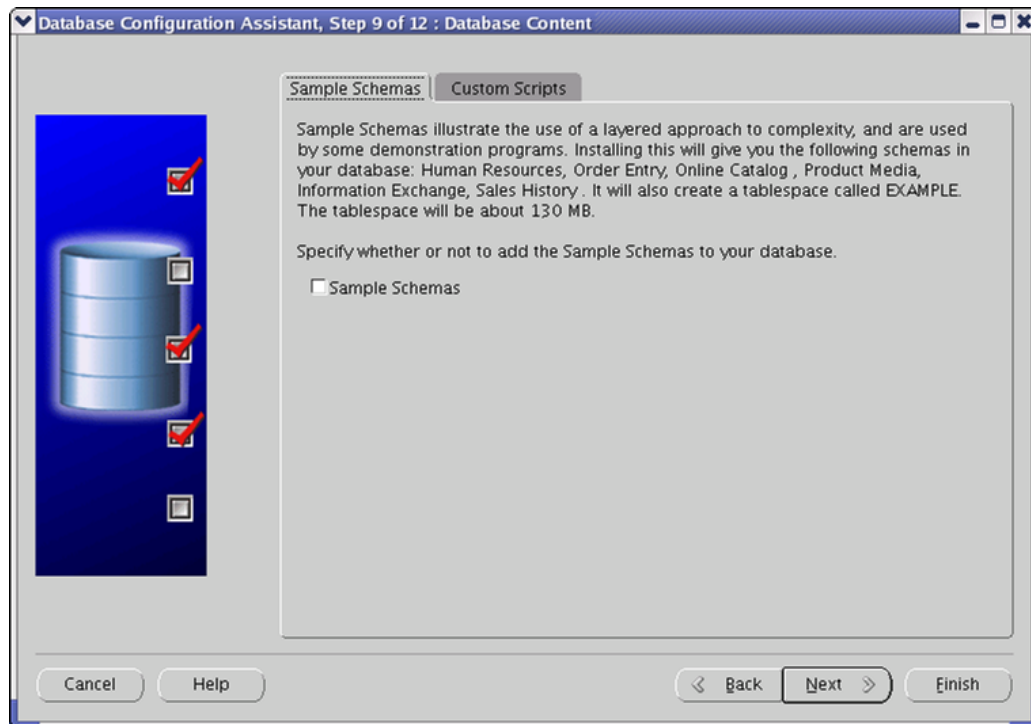 Database Configuration Assistant, Step 9 of 12 : Database Content
Sample Schemas
Custom Scripts
Sample Schemas illustrate the use of a layered approach to complexity, and are used
by some demonstration programs. Installing this will give you the following schemas in
your database: Human Resources, Order Entry, Online Catalog , Product Media,
Information Exchange, Sales History . It will also create a tablespace called EXAMPLE.
The tablespace will be about 130 MB.
Specify whether or not to add the Sample Schemas to your database.
Sample Schemas
Cancel
Help
Back
Next
Finish